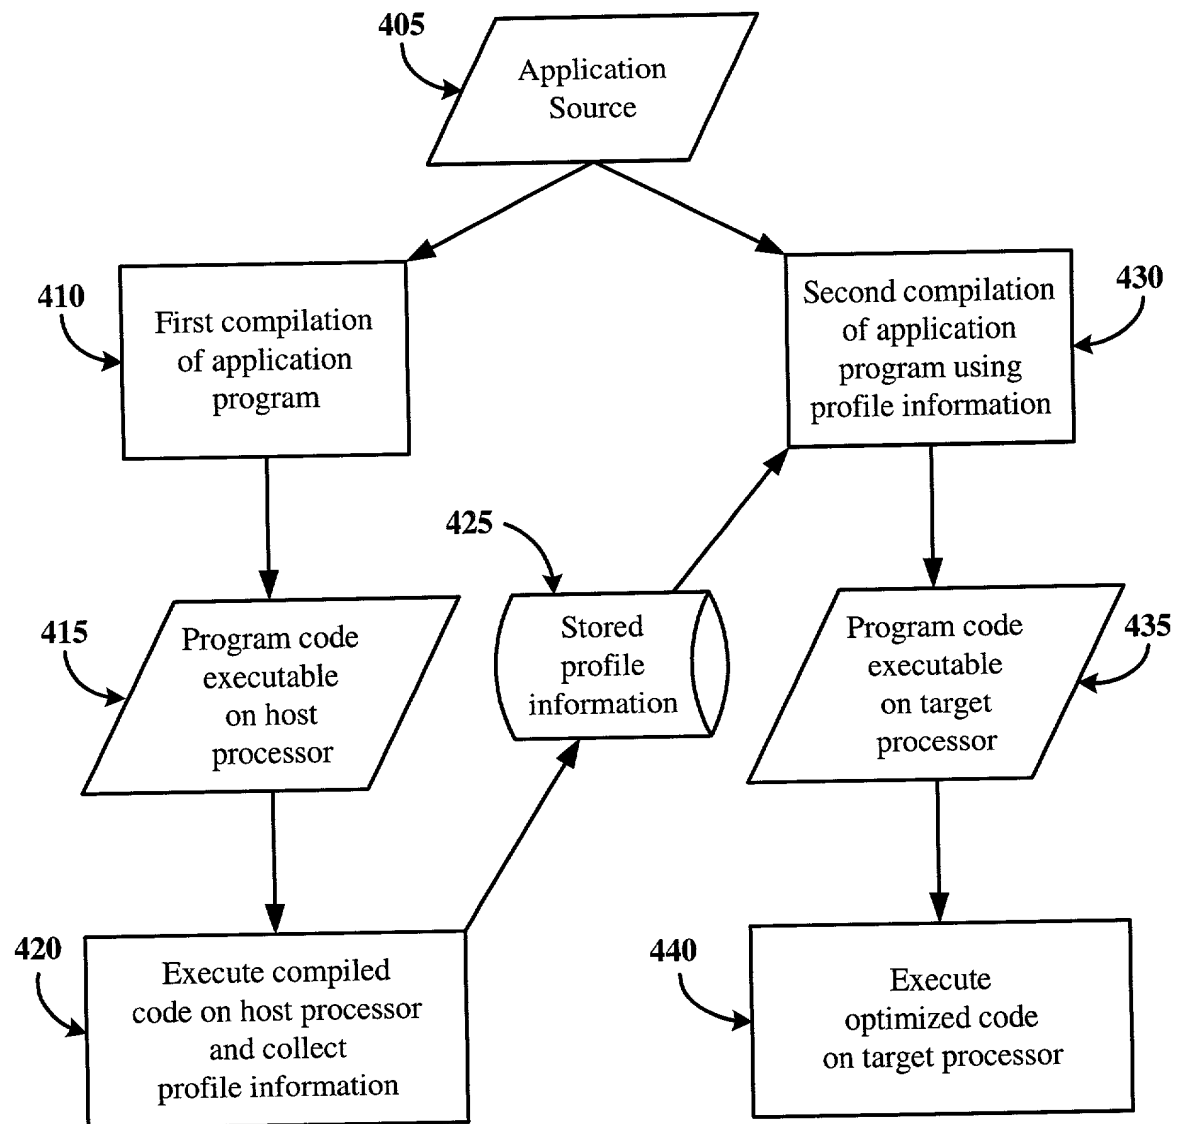 405
Application
Source
410
First compilation
of application
program
430
Second compilation
of application
program using
profile information
425
Stored
profile
information
415
Program code
executable
on host
processor
435
Program code
executable
on target
processor
420
Execute compiled
code on host processor
and collect
profile information
440
Execute
optimized code
on target processor